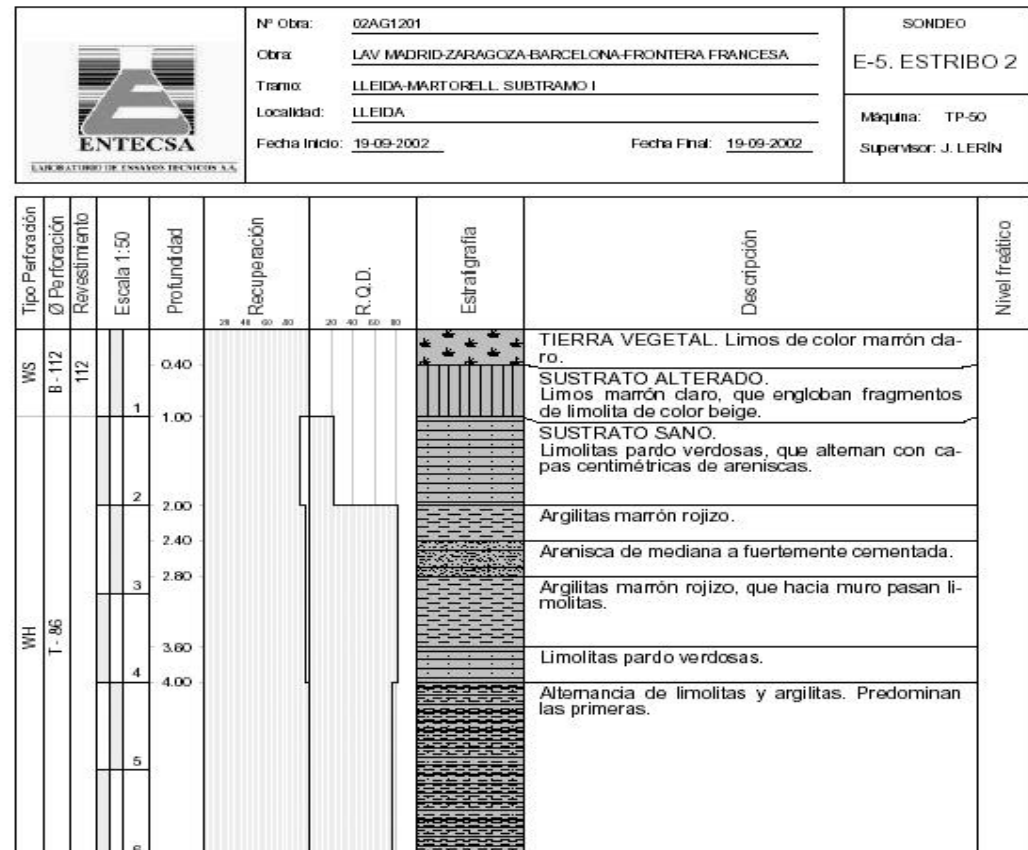 ENTECSA
LABORATORIO DE ENSAYOS TECNICOS S.A.
Nº Obra: 02AG1201
Obra: LAV MADRID-ZARAGOZA-BARCELONA-FRONTERA FRANCESA
Tramo: LLEIDA-MARTORELL. SUBTRAMO I
Localidad: LLEIDA
Fecha Inicio: 19-09-2002 Fecha Final: 19-09-2002
SONDEO
E-5. ESTRIBO 2
Máquina: TP-50
Supervisor: J. LERÍN
Tipo Perforación
Ø Perforación
Revestimiento
Escala 1:50
Profundidad
Recuperación
20 40 60 80
R.Q.D.
20 40 60 80
Estratigrafía
Descripción
Nivel freático
WS
B - 112
112
WH
T - 86
1
2
3
4
5
6
0.40
1.00
2.00
2.40
2.80
3.60
4.00
TIERRA VEGETAL. Limos de color marrón cla-
ro.
SUSTRATO ALTERADO.
Limos marrón claro, que engloban fragmentos
de limolita de color beige.
SUSTRATO SANO.
Limolitas pardo verdosas, que alternan con ca-
pas centimétricas de areniscas.
Argilitas marrón rojizo.
Arenisca de mediana a fuertemente cementada.
Argilitas marrón rojizo, que hacia muro pasan li-
molitas.
Limolitas pardo verdosas.
Alternancia de limolitas y argilitas. Predominan
las primeras.